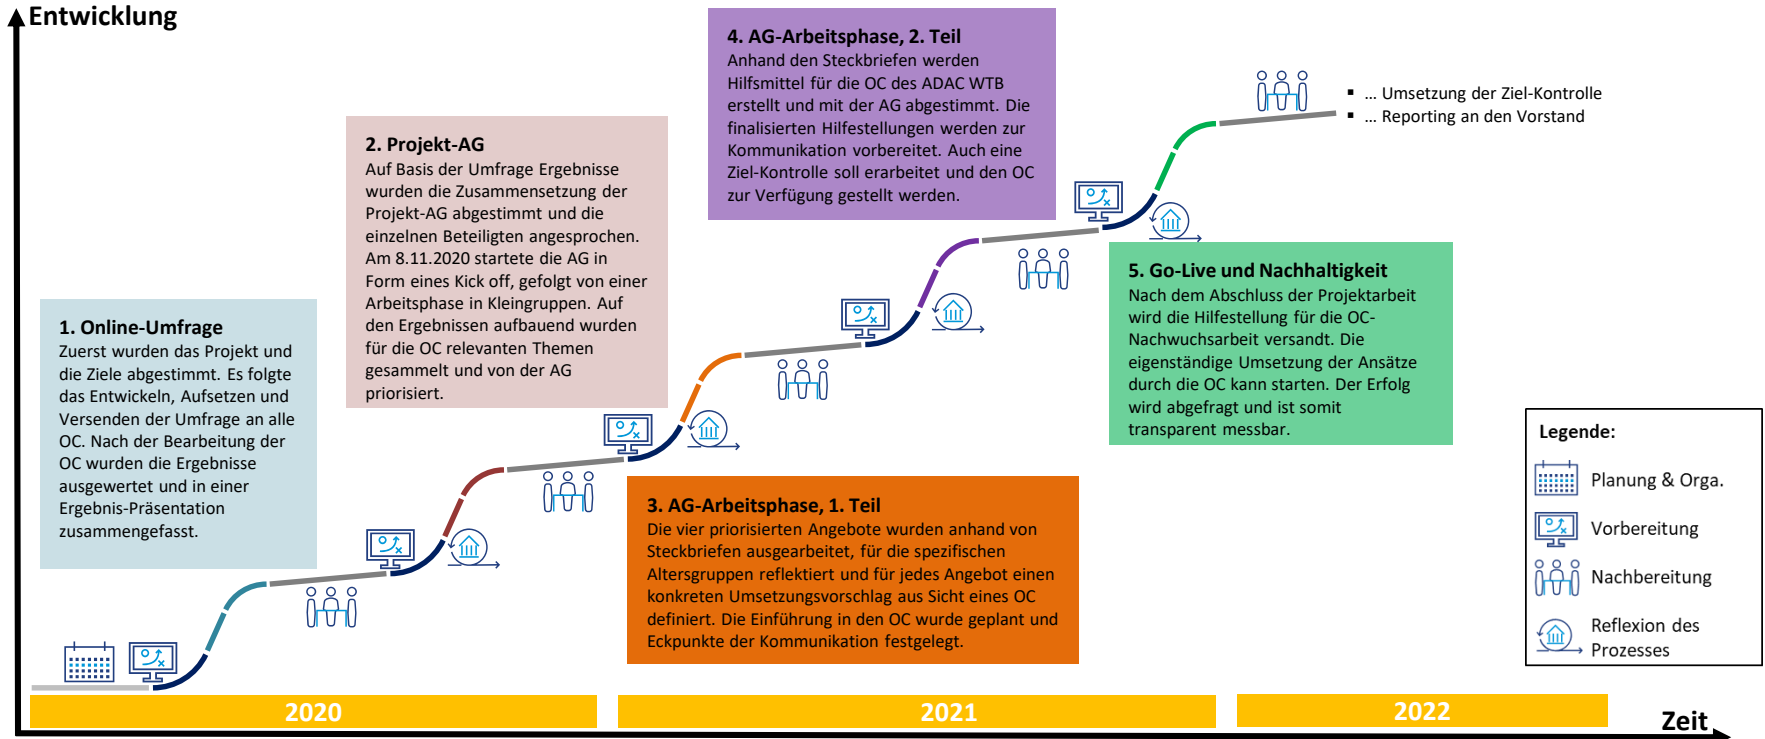 Entwicklung
1. Online-Umfrage
Zuerst wurden das Projekt und
die Ziele abgestimmt. Es folgte
das Entwickeln, Aufsetzen und
Versenden der Umfrage an alle
OC. Nach der Bearbeitung der
OC wurden die Ergebnisse
ausgewertet und in einer
Ergebnis-Präsentation
zusammengefasst.
2. Projekt-AG
Auf Basis der Umfrage Ergebnisse
wurden die Zusammensetzung der
Projekt-AG abgestimmt und die
einzelnen Beteiligten angesprochen.
Am 8.11.2020 startete die AG in
Form eines Kick off, gefolgt von einer
Arbeitsphase in Kleingruppen. Auf
den Ergebnissen aufbauend wurden
für die OC relevanten Themen
gesammelt und von der AG
priorisiert.
3. AG-Arbeitsphase, 1. Teil
Die vier priorisierten Angebote wurden anhand von
Steckbriefen ausgearbeitet, für die spezifischen
Altersgruppen reflektiert und für jedes Angebot einen
konkreten Umsetzungsvorschlag aus Sicht eines OC
definiert. Die Einführung in den OC wurde geplant und
Eckpunkte der Kommunikation festgelegt.
4. AG-Arbeitsphase, 2. Teil
Anhand den Steckbriefen werden
Hilfsmittel für die OC des ADAC WTB
erstellt und mit der AG abgestimmt. Die
finalisierten Hilfestellungen werden zur
Kommunikation vorbereitet. Auch eine
Ziel-Kontrolle soll erarbeitet und den OC
zur Verfügung gestellt werden.
5. Go-Live und Nachhaltigkeit
Nach dem Abschluss der Projektarbeit
wird die Hilfestellung für die OC-
Nachwuchsarbeit versandt. Die
eigenständige Umsetzung der Ansätze
durch die OC kann starten. Der Erfolg
wird abgefragt und ist somit
transparent messbar.
▪ ... Umsetzung der Ziel-Kontrolle
▪ ... Reporting an den Vorstand
Legende:
Planung & Orga.
Vorbereitung
Nachbereitung
Reflexion des
Prozesses
2020
2021
2022
Zeit